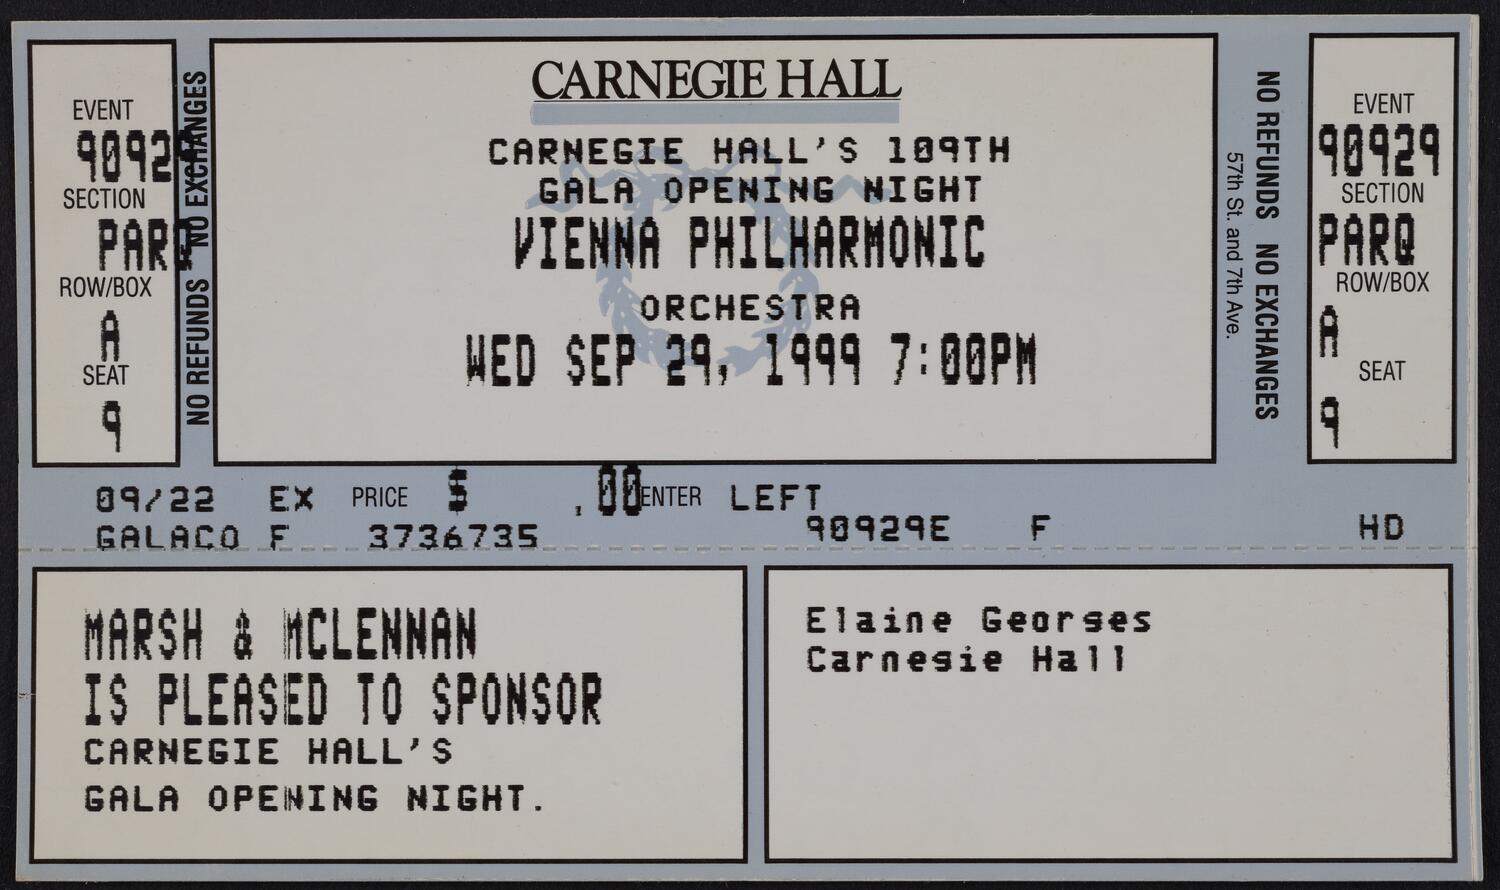 EVENT
90929
SECTION
PARQ
ROW/BOX
A
SEAT
9
NO REFUNDS NO EXCHANGES
CARNEGIE HALL
CARNEGIE HALL'S 109TH
GALA OPENING NIGHT
VIENNA PHILHARMONIC
ORCHESTRA
WED SEP 29, 1999 7:00PM
57th St. and 7th Ave.
NO REFUNDS NO EXCHANGES
EVENT
90929
SECTION
PARQ
ROW/BOX
A
SEAT
9
09/22 EX PRICE $ .00 ENTER LEFT
GALACO F 3736735 90929E F HD
MARSH & MCLENNAN
IS PLEASED TO SPONSOR
CARNEGIE HALL'S
GALA OPENING NIGHT.
Elaine Georges
Carnegie Hall